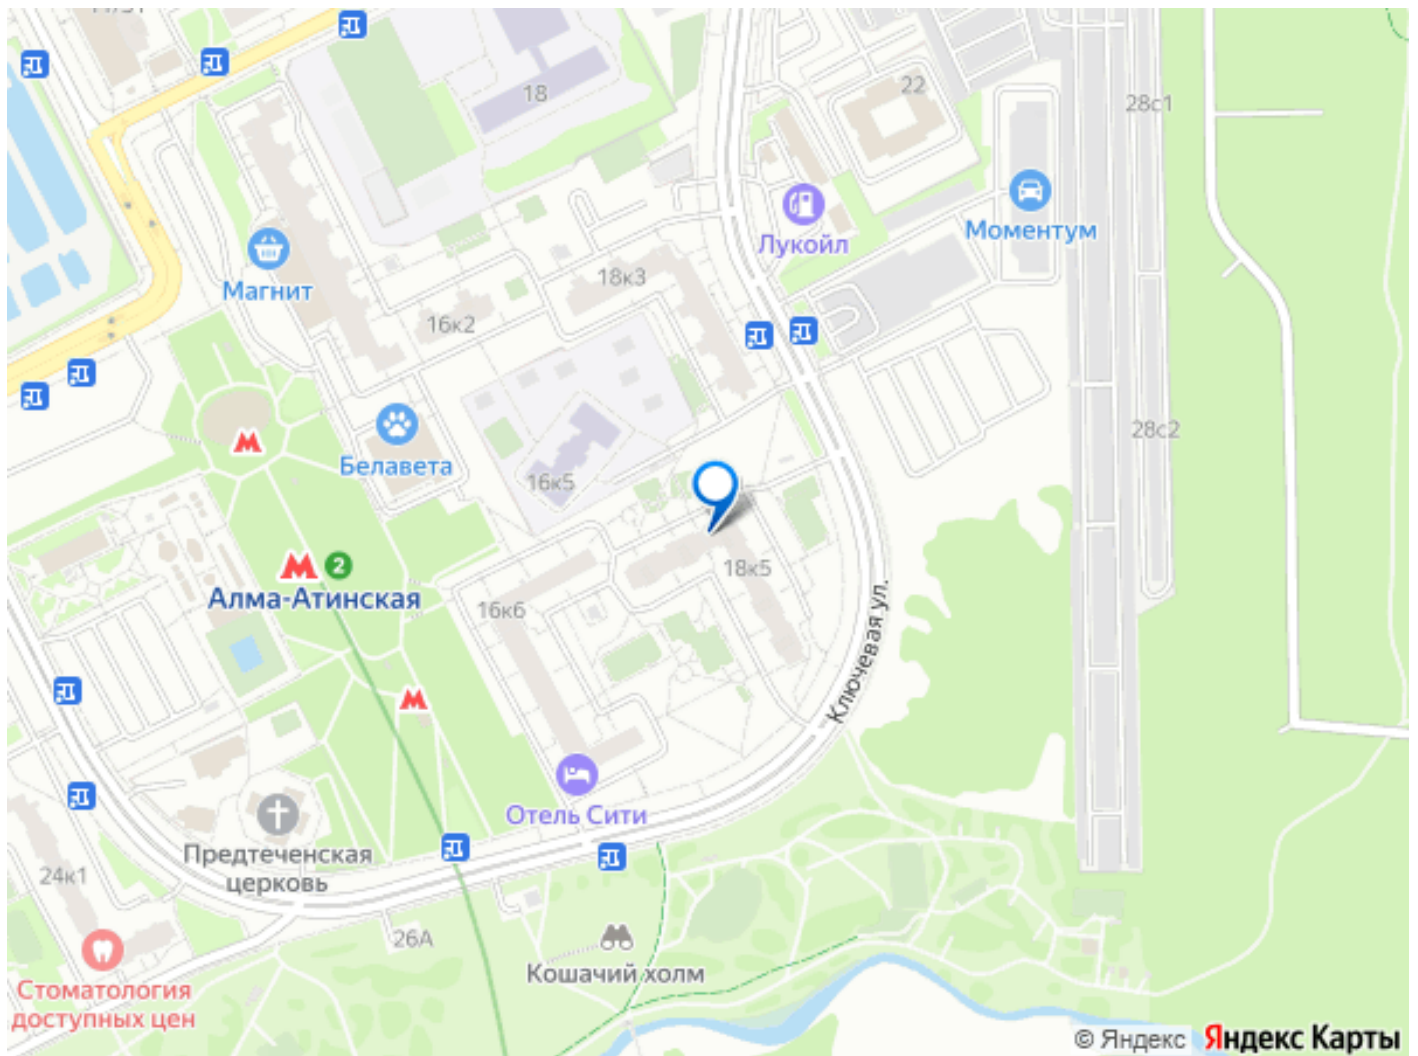 18
22
28с1
Моментум
Лукойл
Магнит
18к3
16к2
28с2
Белавета
16к5
2
Алма-Атинская
18к5
16к6
Ключевая ул.
Отель Сити
Предтеченская
церковь
24к1
26А
Кошачий холм
Стоматология
доступных цен
© Яндекс Яндекс Карты